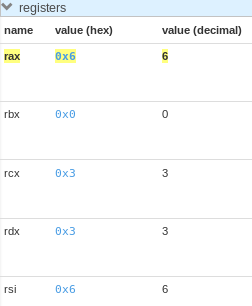 registers
name value (hex) value (decimal)
rax 0x6 6
rbx 0x0 0
rcx 0x3 3
rdx 0x3 3
rsi 0x6 6